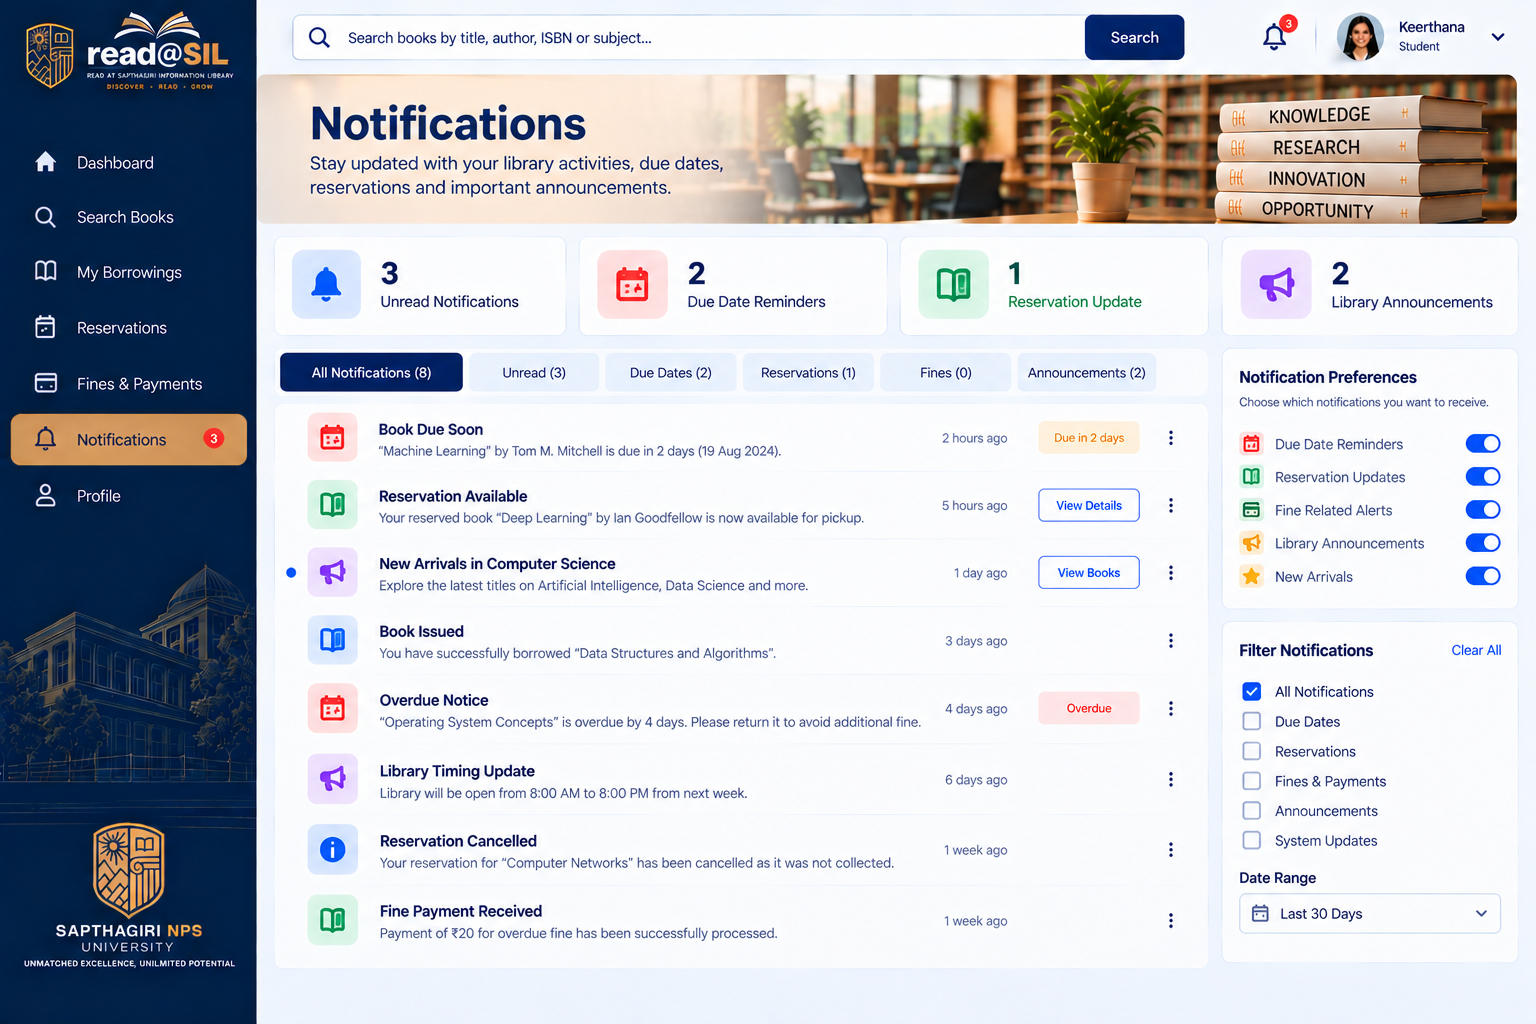 read@SIL
READ AT SAPTHAGIRI INFORMATION LIBRARY
DISCOVER • READ • GROW
Dashboard
Search Books
My Borrowings
Reservations
Fines & Payments
Notifications
3
Profile
SAPTHAGIRI NPS
UNIVERSITY
UNMATCHED EXCELLENCE, UNLIMITED POTENTIAL
Search books by title, author, ISBN or subject...
Search
3
Keerthana
Student
Notifications
Stay updated with your library activities, due dates,
reservations and important announcements.
KNOWLEDGE
RESEARCH
INNOVATION
OPPORTUNITY
3
Unread Notifications
2
Due Date Reminders
1
Reservation Update
2
Library Announcements
All Notifications (8)
Unread (3)
Due Dates (2)
Reservations (1)
Fines (0)
Announcements (2)
Book Due Soon
“Machine Learning” by Tom M. Mitchell is due in 2 days (19 Aug 2024).
2 hours ago
Due in 2 days
Reservation Available
Your reserved book “Deep Learning” by Ian Goodfellow is now available for pickup.
5 hours ago
View Details
New Arrivals in Computer Science
Explore the latest titles on Artificial Intelligence, Data Science and more.
1 day ago
View Books
Book Issued
You have successfully borrowed “Data Structures and Algorithms”.
3 days ago
Overdue Notice
“Operating System Concepts” is overdue by 4 days. Please return it to avoid additional fine.
4 days ago
Overdue
Library Timing Update
Library will be open from 8:00 AM to 8:00 PM from next week.
6 days ago
Reservation Cancelled
Your reservation for “Computer Networks” has been cancelled as it was not collected.
1 week ago
Fine Payment Received
Payment of ₹20 for overdue fine has been successfully processed.
1 week ago
Notification Preferences
Choose which notifications you want to receive.
Due Date Reminders
Reservation Updates
Fine Related Alerts
Library Announcements
New Arrivals
Filter Notifications
Clear All
All Notifications
Due Dates
Reservations
Fines & Payments
Announcements
System Updates
Date Range
Last 30 Days